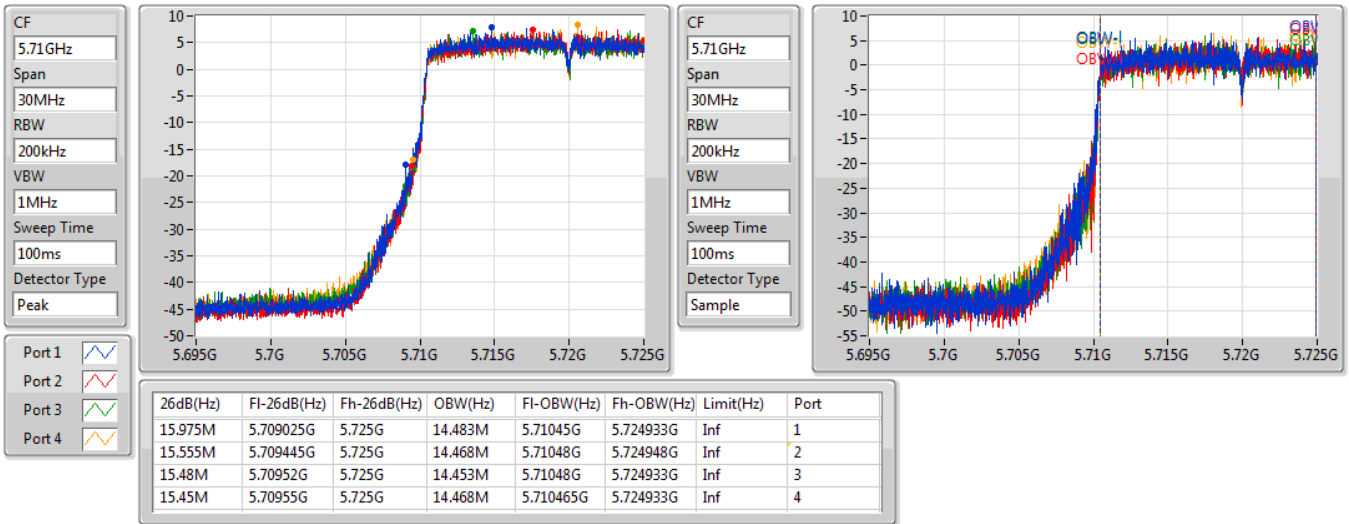 CF
5.71GHz
Span
30MHz
RBW
200kHz
VBW
1MHz
Sweep Time
100ms
Detector Type
Peak
10
5
0
-5
-10
-15
-20
-25
-30
-35
-40
-45
-50
5.695G 5.7G 5.705G 5.71G 5.715G 5.72G 5.725G
CF
5.71GHz
Span
30MHz
RBW
200kHz
VBW
1MHz
Sweep Time
100ms
Detector Type
Sample
10
5
0
-5
-10
-15
-20
-25
-30
-35
-40
-45
-50
-55
5.695G 5.7G 5.705G 5.71G 5.715G 5.72G 5.725G
OBW-l
OBW
OBW
OBW
Port 1
Port 2
Port 3
Port 4
26dB(Hz) Fl-26dB(Hz) Fh-26dB(Hz) OBW(Hz) Fl-OBW(Hz) Fh-OBW(Hz) Limit(Hz) Port
15.975M 5.709025G 5.725G 14.483M 5.71045G 5.724933G Inf 1
15.555M 5.709445G 5.725G 14.468M 5.71048G 5.724948G Inf 2
15.48M 5.70952G 5.725G 14.453M 5.71048G 5.724933G Inf 3
15.45M 5.70955G 5.725G 14.468M 5.710465G 5.724933G Inf 4